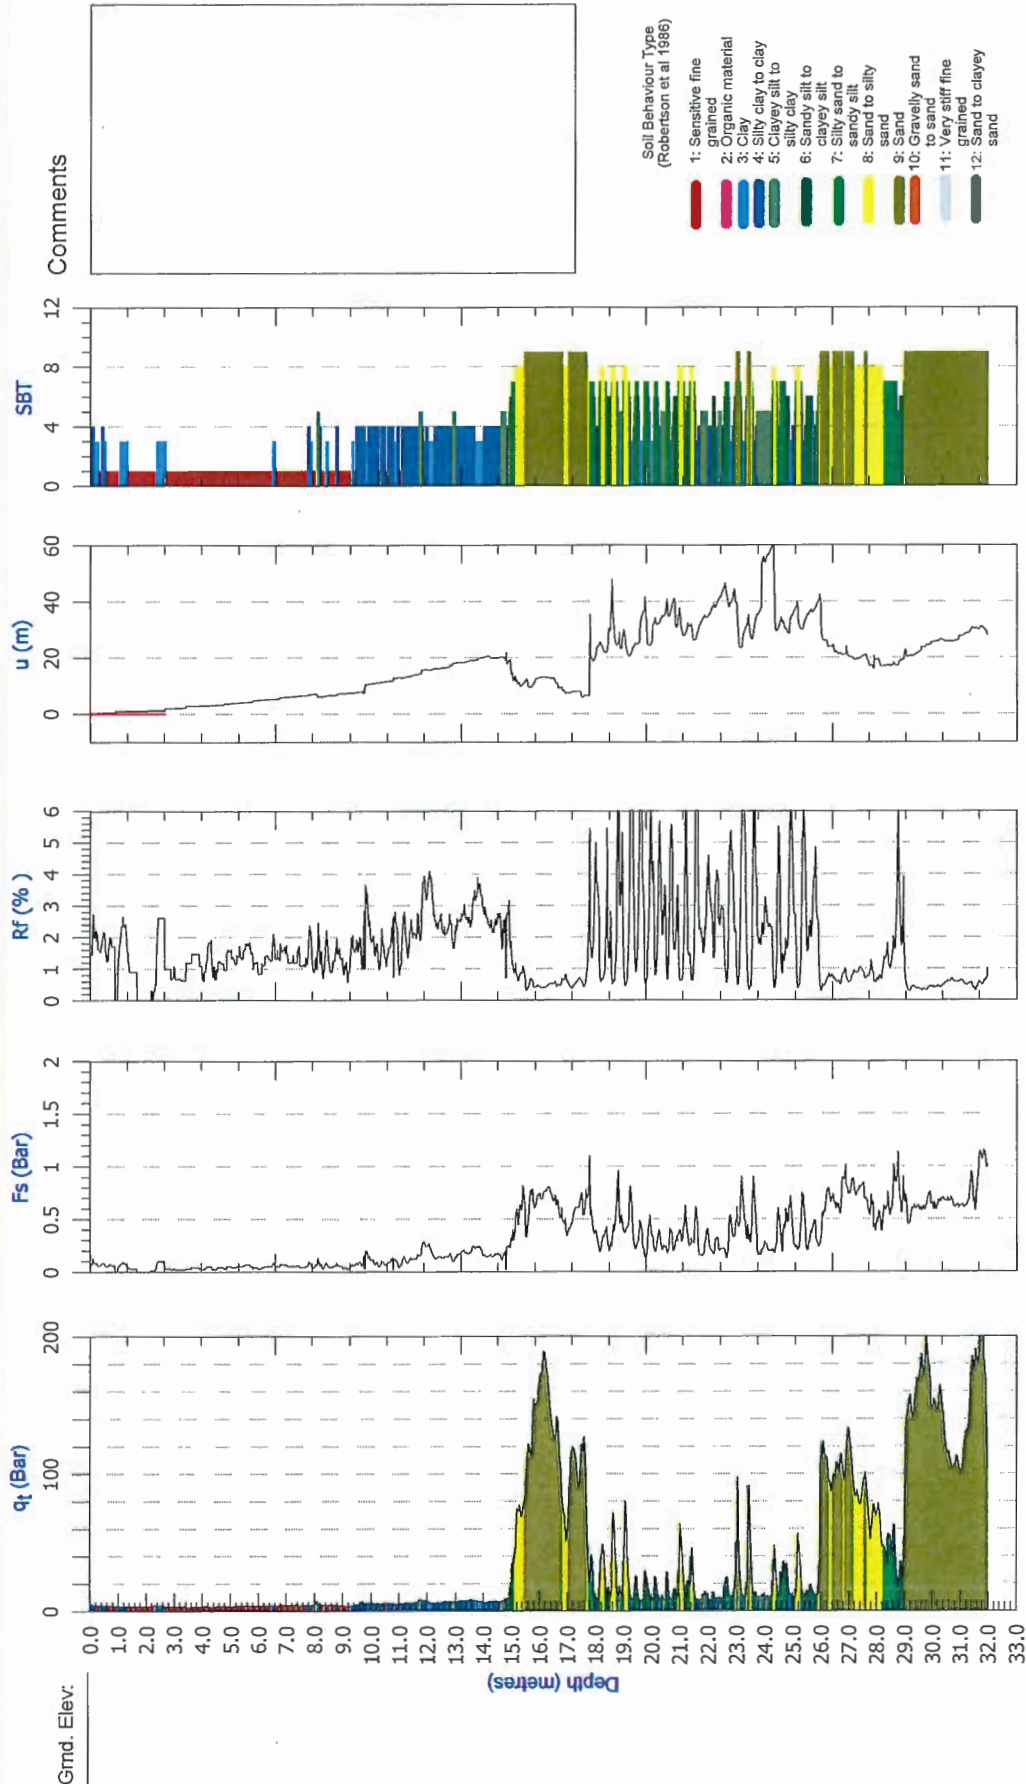 Comments
Soil Behaviour Type
(Robertson et al 1986)
1: Sensitive fine
grained
2: Organic material
3: Clay
4: Silty clay to clay
5: Clayey silt to
silty clay
6: Sandy silt to
clayey silt
7: Silty sand to
sandy silt
8: Sand to silty
sand
9: Sand
10: Gravelly sand
to sand
11: Very stiff fine
grained
12: Sand to clayey
sand
SBT
12
8
4
0
u (m)
60
40
20
0
Rf (% )
6
5
4
3
2
1
0
Fs (Bar)
2
1.5
1
0.5
0
qt (Bar)
200
100
0
0.0
1.0
2.0
3.0
4.0
5.0
6.0
7.0
8.0
9.0
10.0
11.0
12.0
13.0
14.0
15.0
16.0
17.0
18.0
19.0
20.0
21.0
22.0
23.0
24.0
25.0
26.0
27.0
28.0
29.0
30.0
31.0
32.0
33.0
Depth (metres)
Grnd. Elev: